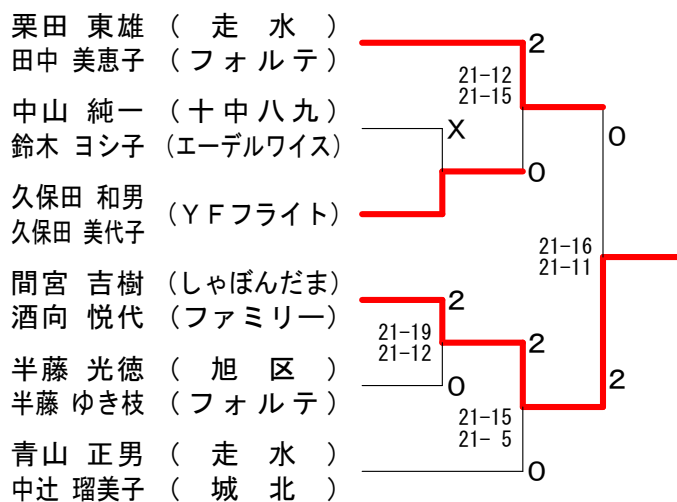 栗田 東雄 ( 走 水 )
田中 美恵子 (フォルテ)
2
21-12
21-15
中山 純一 (十中八九)
鈴木 ヨシ子 (エーデルワイス)
X
0
0
久保田 和男
久保田 美代子
(ＹＦフライト)
21-16
21-11
間宮 吉樹 (しゃぼんだま)
酒向 悦代 (ファミリー)
2
21-19
21-12
2
半藤 光徳 ( 旭 区 )
半藤 ゆき枝 (フォルテ)
0
2
21-15
21- 5
青山 正男 ( 走 水 )
中辻 瑠美子 ( 城 北 )
0